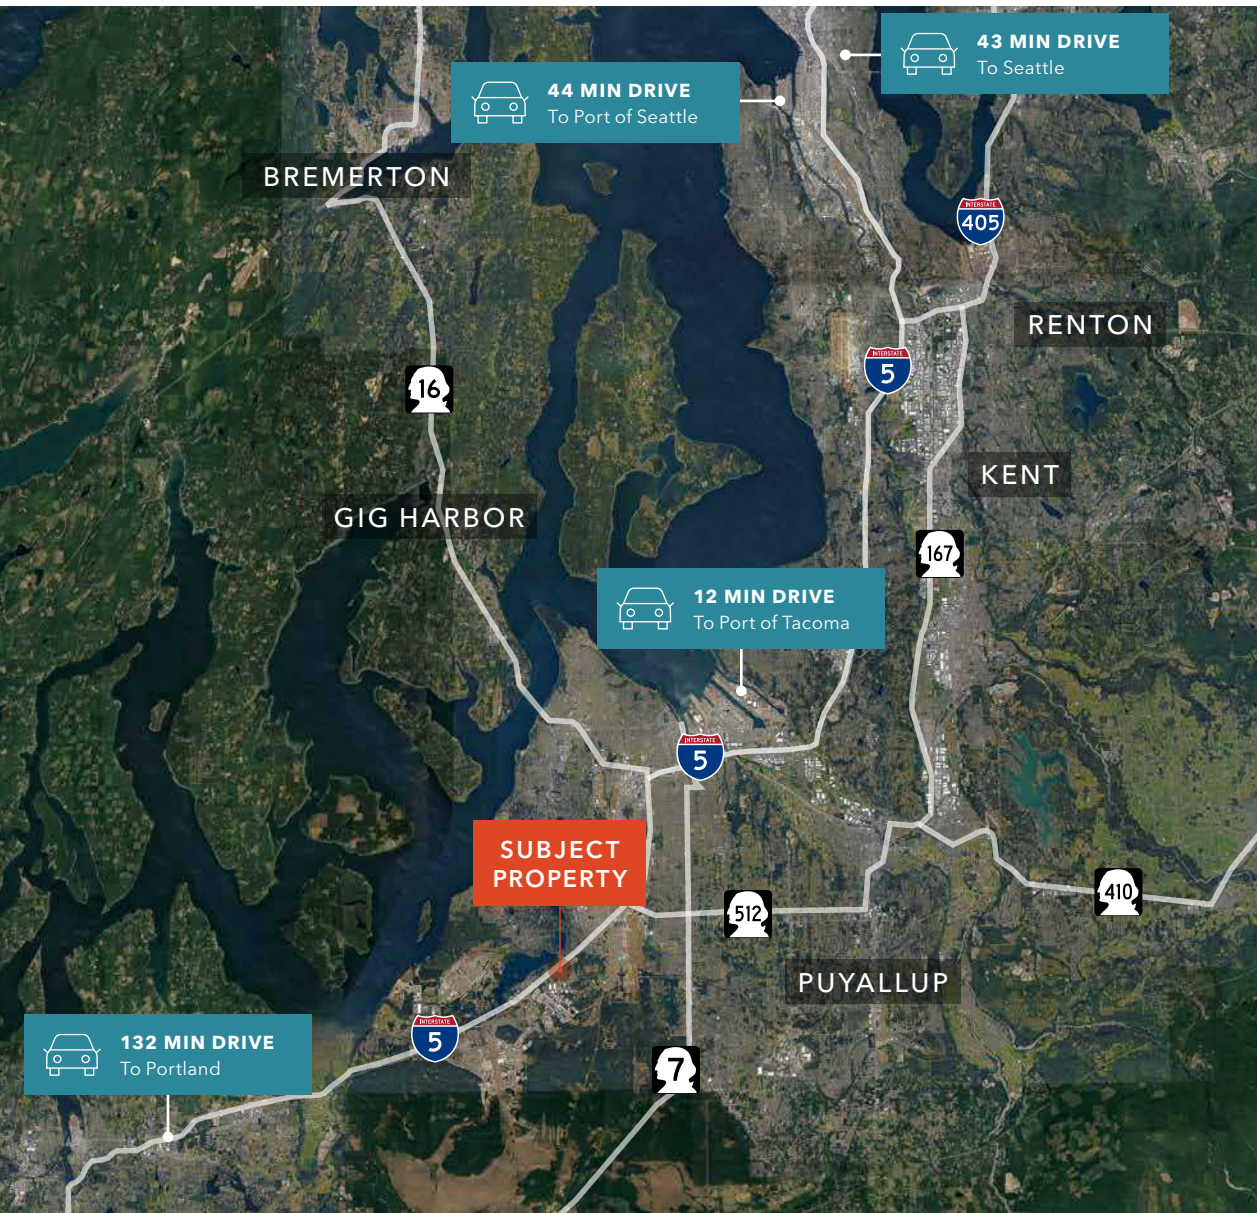 43 MIN DRIVE
To Seattle
44 MIN DRIVE
To Port of Seattle
BREMERTON
INTERSTATE
405
RENTON
INTERSTATE
5
16
KENT
GIG HARBOR
167
12 MIN DRIVE
To Port of Tacoma
INTERSTATE
5
SUBJECT
PROPERTY
410
512
PUYALLUP
INTERSTATE
5
132 MIN DRIVE
To Portland
7